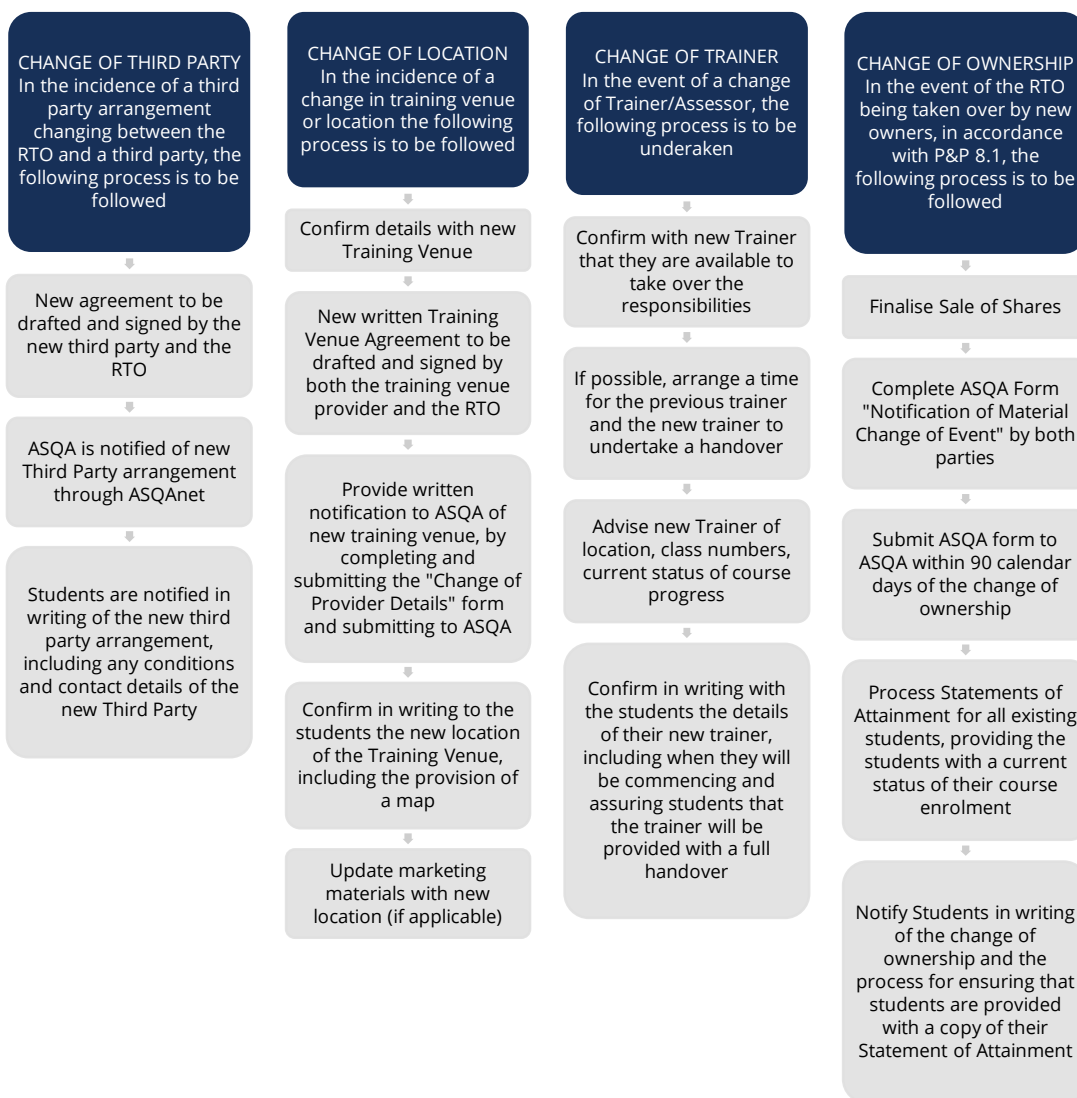 CHANGE OF THIRD PARTY
In the incidence of a third
party arrangement
changing between the
RTO and a third party, the
following process is to be
followed
New agreement to be
drafted and signed by the
new third party and the
RTO
ASQA is notified of new
Third Party arrangement
through ASQAnet
Students are notified in
writing of the new third
party arrangement,
including any conditions
and contact details of the
new Third Party
CHANGE OF LOCATION
In the incidence of a
change in training venue
or location the following
process is to be followed
Confirm details with new
Training Venue
New written Training
Venue Agreement to be
drafted and signed by
both the training venue
provider and the RTO
Provide written
notification to ASQA of
new training venue, by
completing and
submitting the "Change of
Provider Details" form
and submitting to ASQA
Confirm in writing to the
students the new location
of the Training Venue,
including the provision of
a map
Update marketing
materials with new
location (if applicable)
CHANGE OF TRAINER
In the event of a change
of Trainer/Assessor, the
following process is to be
underaken
Confirm with new Trainer
that they are available to
take over the
responsibilities
If possible, arrange a time
for the previous trainer
and the new trainer to
undertake a handover
Advise new Trainer of
location, class numbers,
current status of course
progress
Confirm in writing with
the students the details
of their new trainer,
including when they will
be commencing and
assuring students that
the trainer will be
provided with a full
handover
CHANGE OF OWNERSHIP
In the event of the RTO
being taken over by new
owners, in accordance
with P&P 8.1, the
following process is to be
followed
Finalise Sale of Shares
Complete ASQA Form
"Notification of Material
Change of Event" by both
parties
Submit ASQA form to
ASQA within 90 calendar
days of the change of
ownership
Process Statements of
Attainment for all existing
students, providing the
students with a current
status of their course
enrolment
Notify Students in writing
of the change of
ownership and the
process for ensuring that
students are provided
with a copy of their
Statement of Attainment